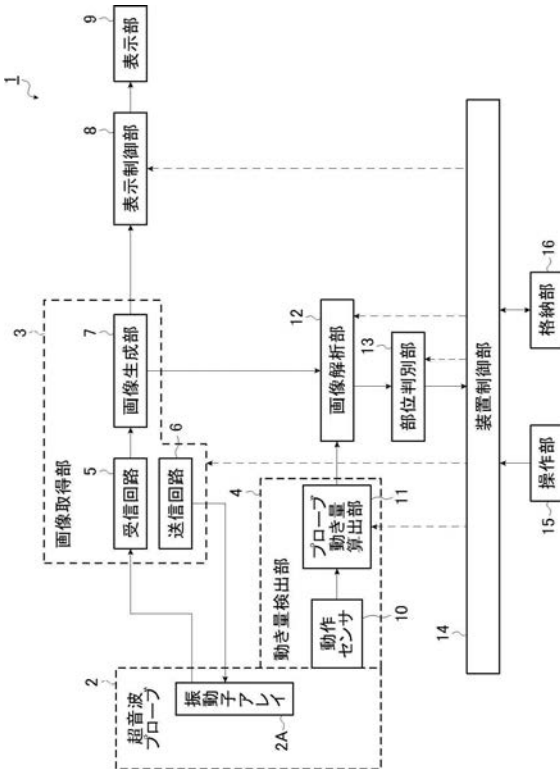 1
2
超音波
プローブ
振動子アレイ
2A
3
画像取得部
5
受信回路
6
送信回路
7
画像生成部
8
表示制御部
9
表示部
4
動き量検出部
動作
センサ
10
プローブ
動き量
算出部
11
12
画像解析部
13
部位判別部
14
装置制御部
15
操作部
16
格納部